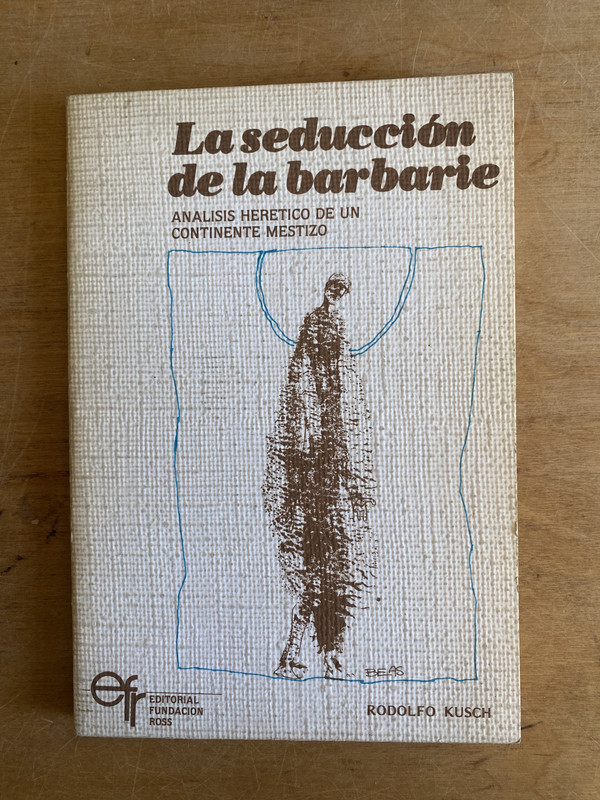 La seducción
de la barbarie
ANALISIS HERETICO DE UN
CONTINENTE MESTIZO
BEAS
efr
EDITORIAL
FUNDACION
ROSS
RODOLFO KUSCH